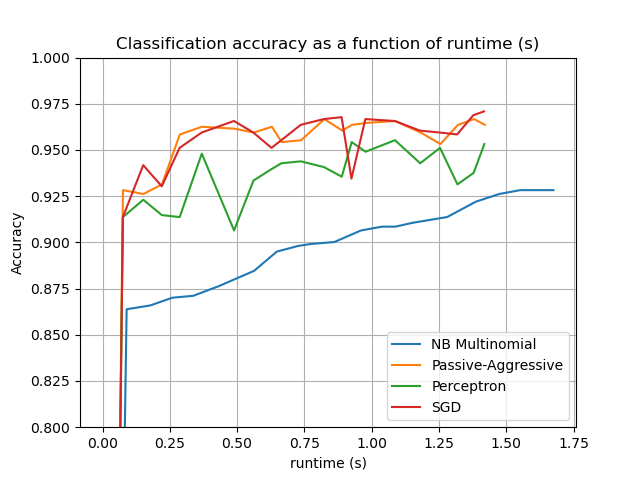 Classification accuracy as a function of runtime (s)
1.000
0.975
0.950
0.925
0.900
0.875
0.850
0.825
0.800
Accuracy
NB Multinomial
Passive-Aggressive
Perceptron
SGD
0.00 0.25 0.50 0.75 1.00 1.25 1.50 1.75
runtime (s)